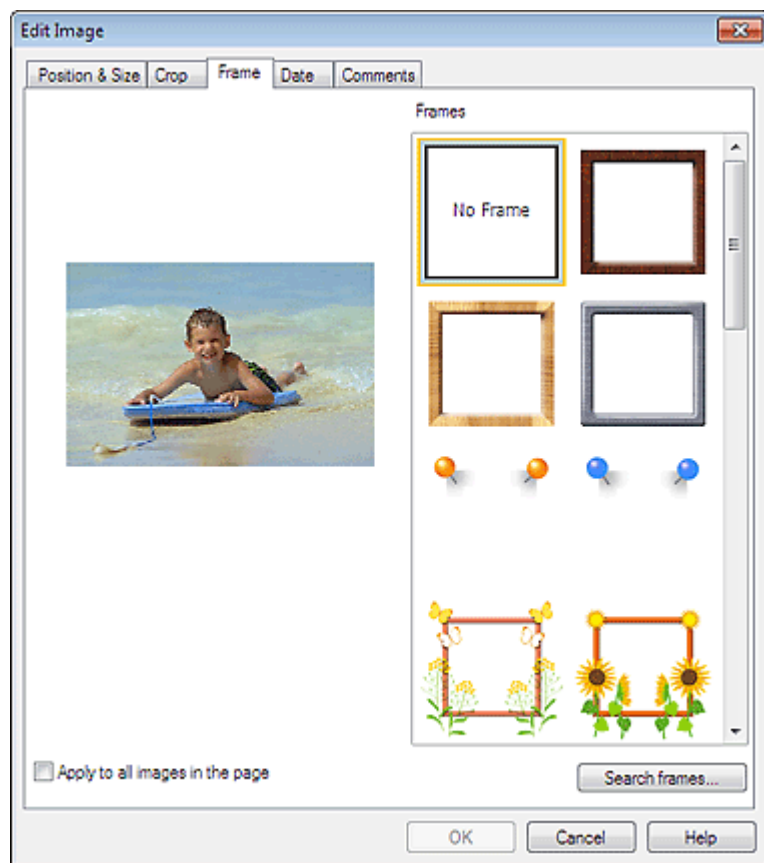 Edit Image
Position & Size Crop Frame Date Comments
Frames
No Frame
Apply to all images in the page
Search frames...
OK Cancel Help